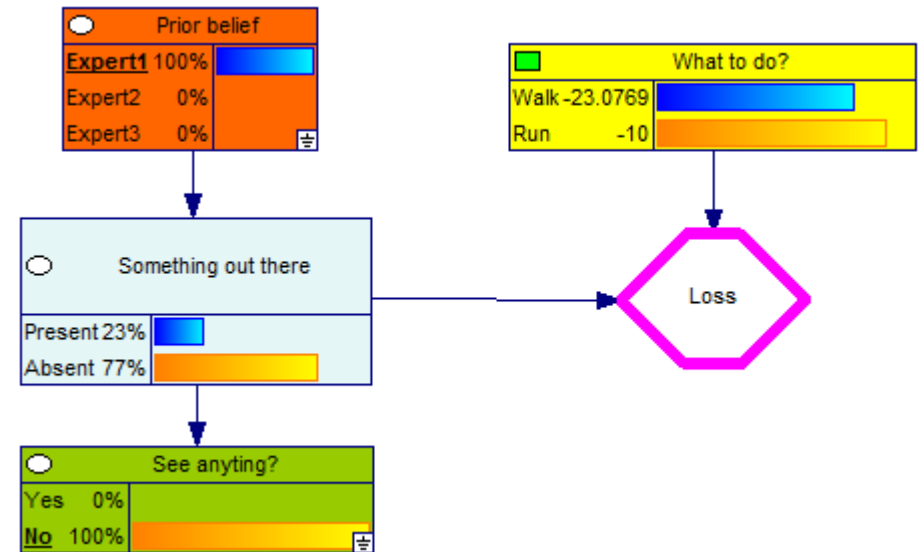 Prior belief
Expert1 100%
Expert2 0%
Expert3 0%
What to do?
Walk -23.0769
Run -10
Something out there
Present 23%
Absent 77%
Loss
See anyting?
Yes 0%
No 100%